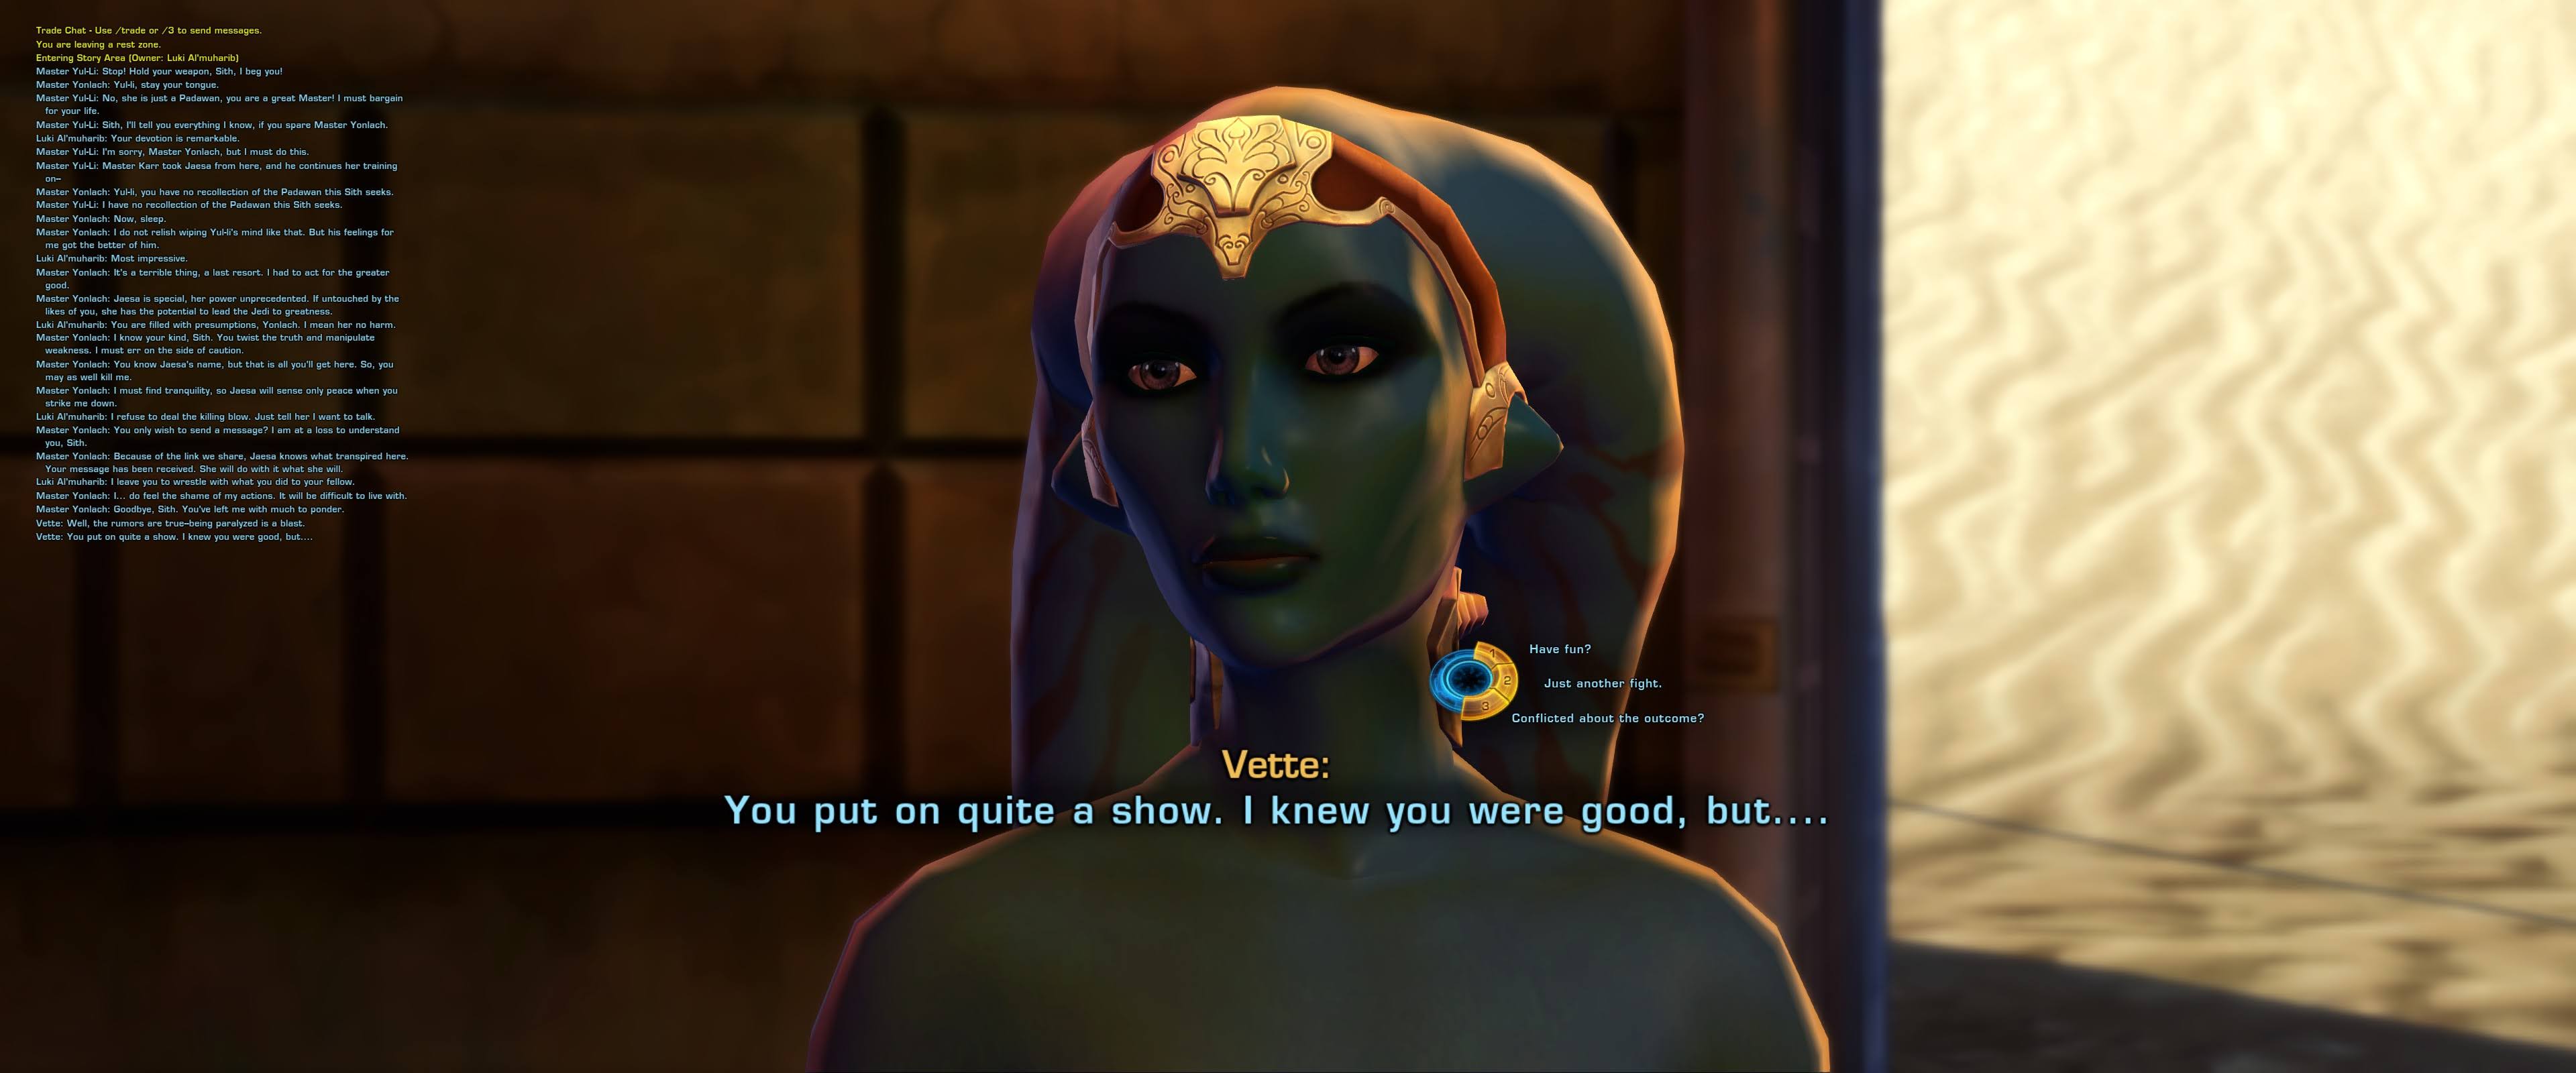 Trade Chat - Use /trade or /3 to send messages.
You are leaving a rest zone.
Entering Story Area (Owner: Luki Al'muharib)
Master Yul-Li: Stop! Hold your weapon, Sith, I beg you!
Master Yonlach: Yul-li, stay your tongue.
Master Yul-Li: No, she is just a Padawan, you are a great Master! I must bargain
for your life.
Master Yul-Li: Sith, I'll tell you everything I know, if you spare Master Yonlach.
Luki Al'muharib: Your devotion is remarkable.
Master Yul-Li: I'm sorry, Master Yonlach, but I must do this.
Master Yul-Li: Master Karr took Jaesa from here, and he continues her training
on–
Master Yonlach: Yul-li, you have no recollection of the Padawan this Sith seeks.
Master Yul-Li: I have no recollection of the Padawan this Sith seeks.
Master Yonlach: Now, sleep.
Master Yonlach: I do not relish wiping Yul-li's mind like that. But his feelings for
me got the better of him.
Luki Al'muharib: Most impressive.
Master Yonlach: It's a terrible thing, a last resort. I had to act for the greater
good.
Master Yonlach: Jaesa is special, her power unprecedented. If untouched by the
likes of you, she has the potential to lead the Jedi to greatness.
Luki Al'muharib: You are filled with presumptions, Yonlach. I mean her no harm.
Master Yonlach: I know your kind, Sith. You twist the truth and manipulate
weakness. I must err on the side of caution.
Master Yonlach: You know Jaesa's name, but that is all you'll get here. So, you
may as well kill me.
Master Yonlach: I must find tranquility, so Jaesa will sense only peace when you
strike me down.
Luki Al'muharib: I refuse to deal the killing blow. Just tell her I want to talk.
Master Yonlach: You only wish to send a message? I am at a loss to understand
you, Sith.
Master Yonlach: Because of the link we share, Jaesa knows what transpired here.
Your message has been received. She will do with it what she will.
Luki Al'muharib: I leave you to wrestle with what you did to your fellow.
Master Yonlach: I... do feel the shame of my actions. It will be difficult to live with.
Master Yonlach: Goodbye, Sith. You've left me with much to ponder.
Vette: Well, the rumors are true–being paralyzed is a blast.
Vette: You put on quite a show. I knew you were good, but....
1 Have fun?
2 Just another fight.
3 Conflicted about the outcome?
Vette:
You put on quite a show. I knew you were good, but....